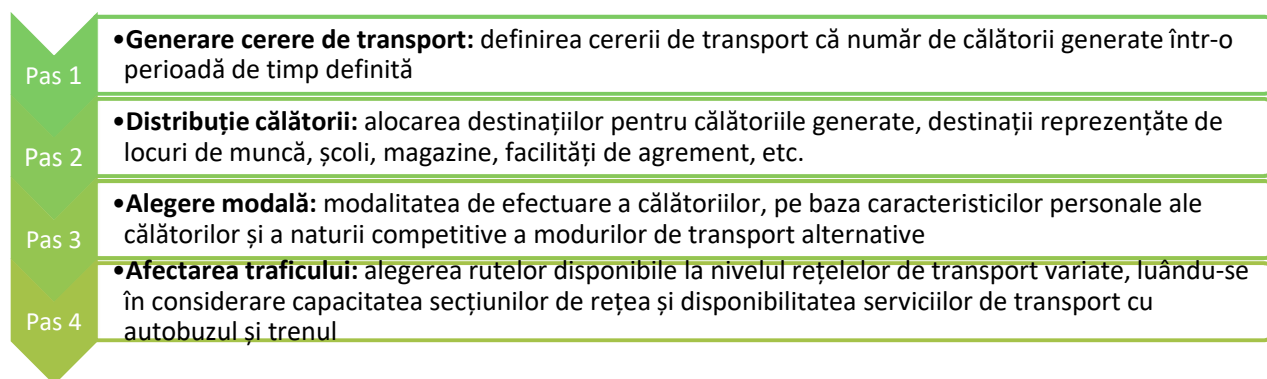 Pas 1
•Generare cerere de transport: definirea cererii de transport că număr de călătorii generate într-o
perioadă de timp definită
Pas 2
•Distribuție călătorii: alocarea destinațiilor pentru călătoriile generate, destinații reprezențăte de
locuri de muncă, școli, magazine, facilități de agrement, etc.
Pas 3
•Alegere modală: modalitatea de efectuare a călătoriilor, pe baza caracteristicilor personale ale
călătorilor și a naturii competitive a modurilor de transport alternative
Pas 4
•Afectarea traficului: alegerea rutelor disponibile la nivelul rețelelor de transport variate, luându-se
în considerare capacitatea secțiunilor de rețea și disponibilitatea serviciilor de transport cu
autobuzul și trenul